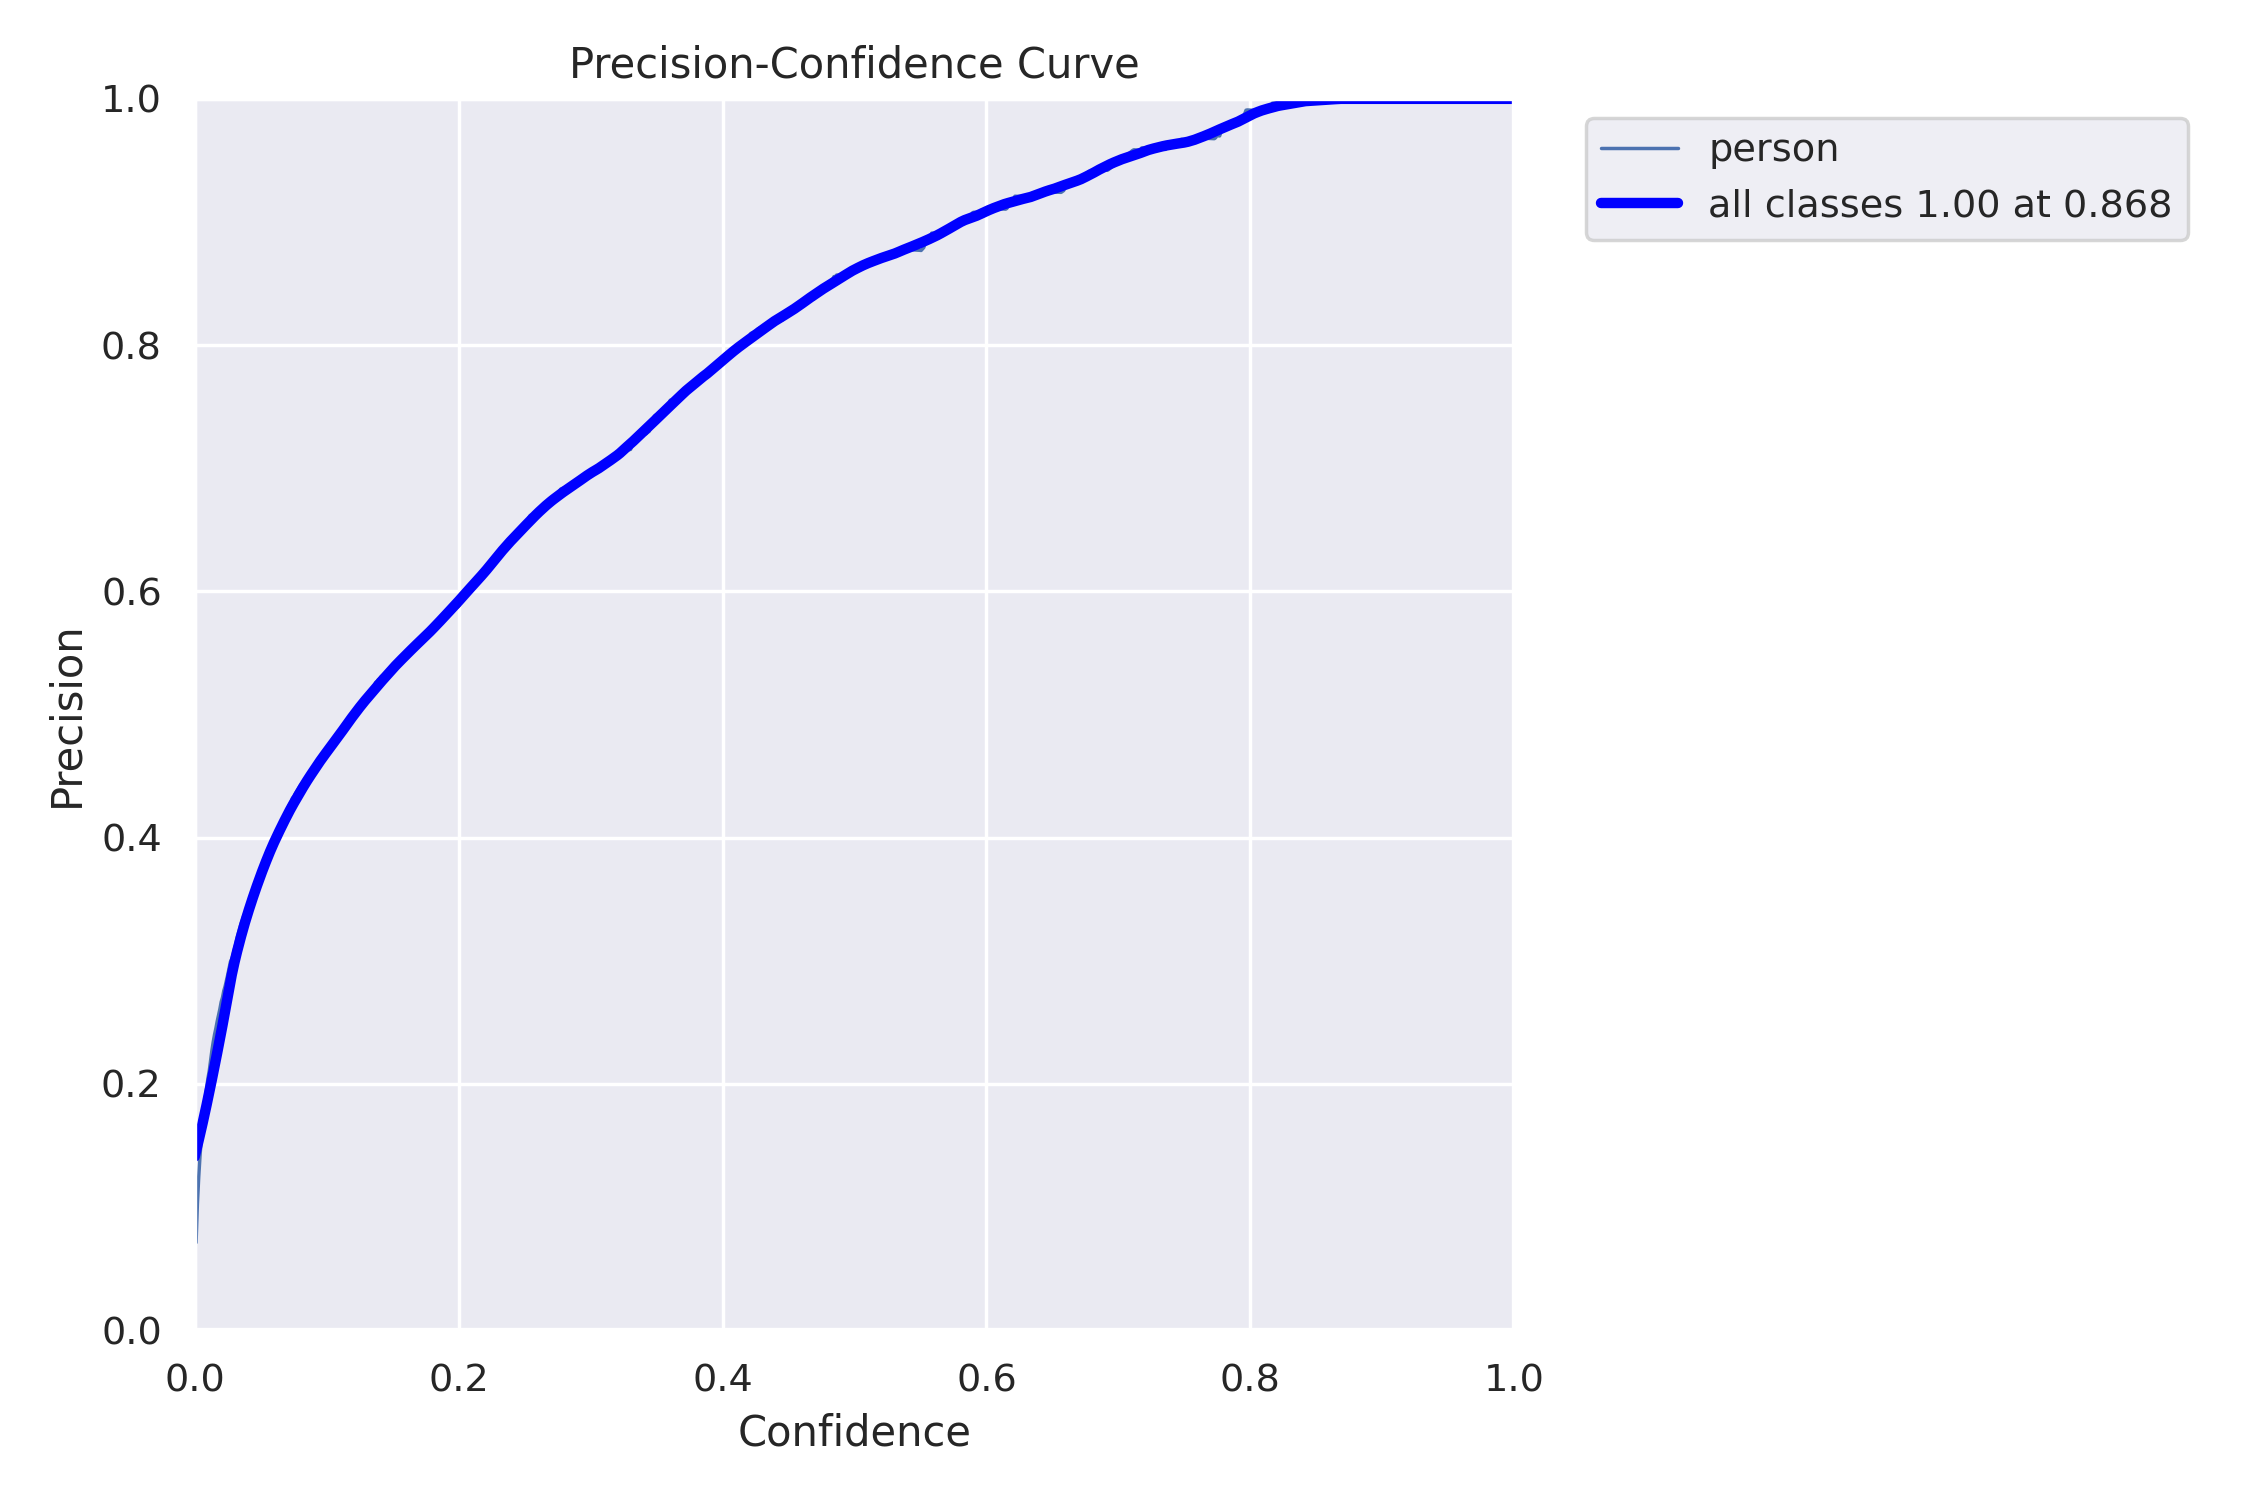 Precision-Confidence Curve
1.0
0.8
0.6
0.4
0.2
0.0
Precision
0.0 0.2 0.4 0.6 0.8 1.0
Confidence
person
all classes 1.00 at 0.868